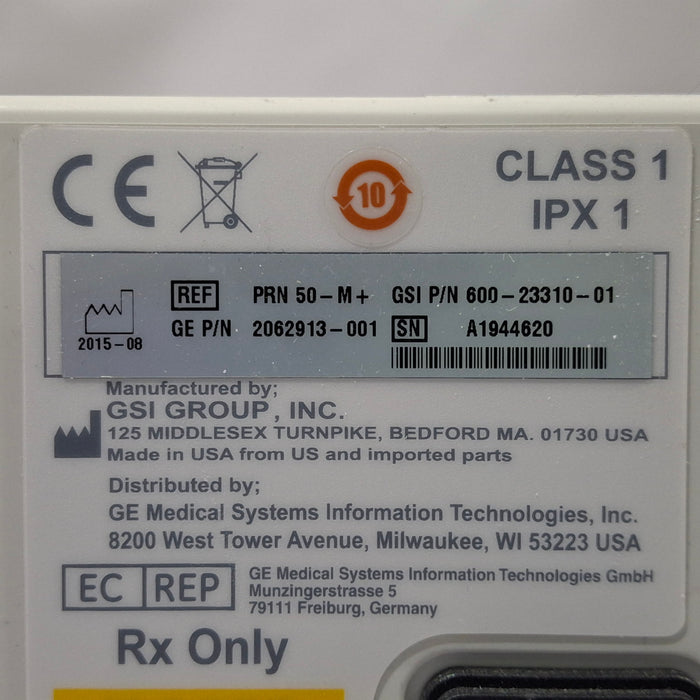 CE
10
CLASS 1
IPX 1
REF PRN 50-M+ GSI P/N 600-23310-01
2015-08 GE P/N 2062913-001 SN A1944620
Manufactured by;
GSI GROUP, INC.
125 MIDDLESEX TURNPIKE, BEDFORD MA. 01730 USA
Made in USA from US and imported parts
Distributed by;
GE Medical Systems Information Technologies, Inc.
8200 West Tower Avenue, Milwaukee, WI 53223 USA
EC REP
GE Medical Systems Information Technologies GmbH
Munzingerstrasse 5
79111 Freiburg, Germany
Rx Only